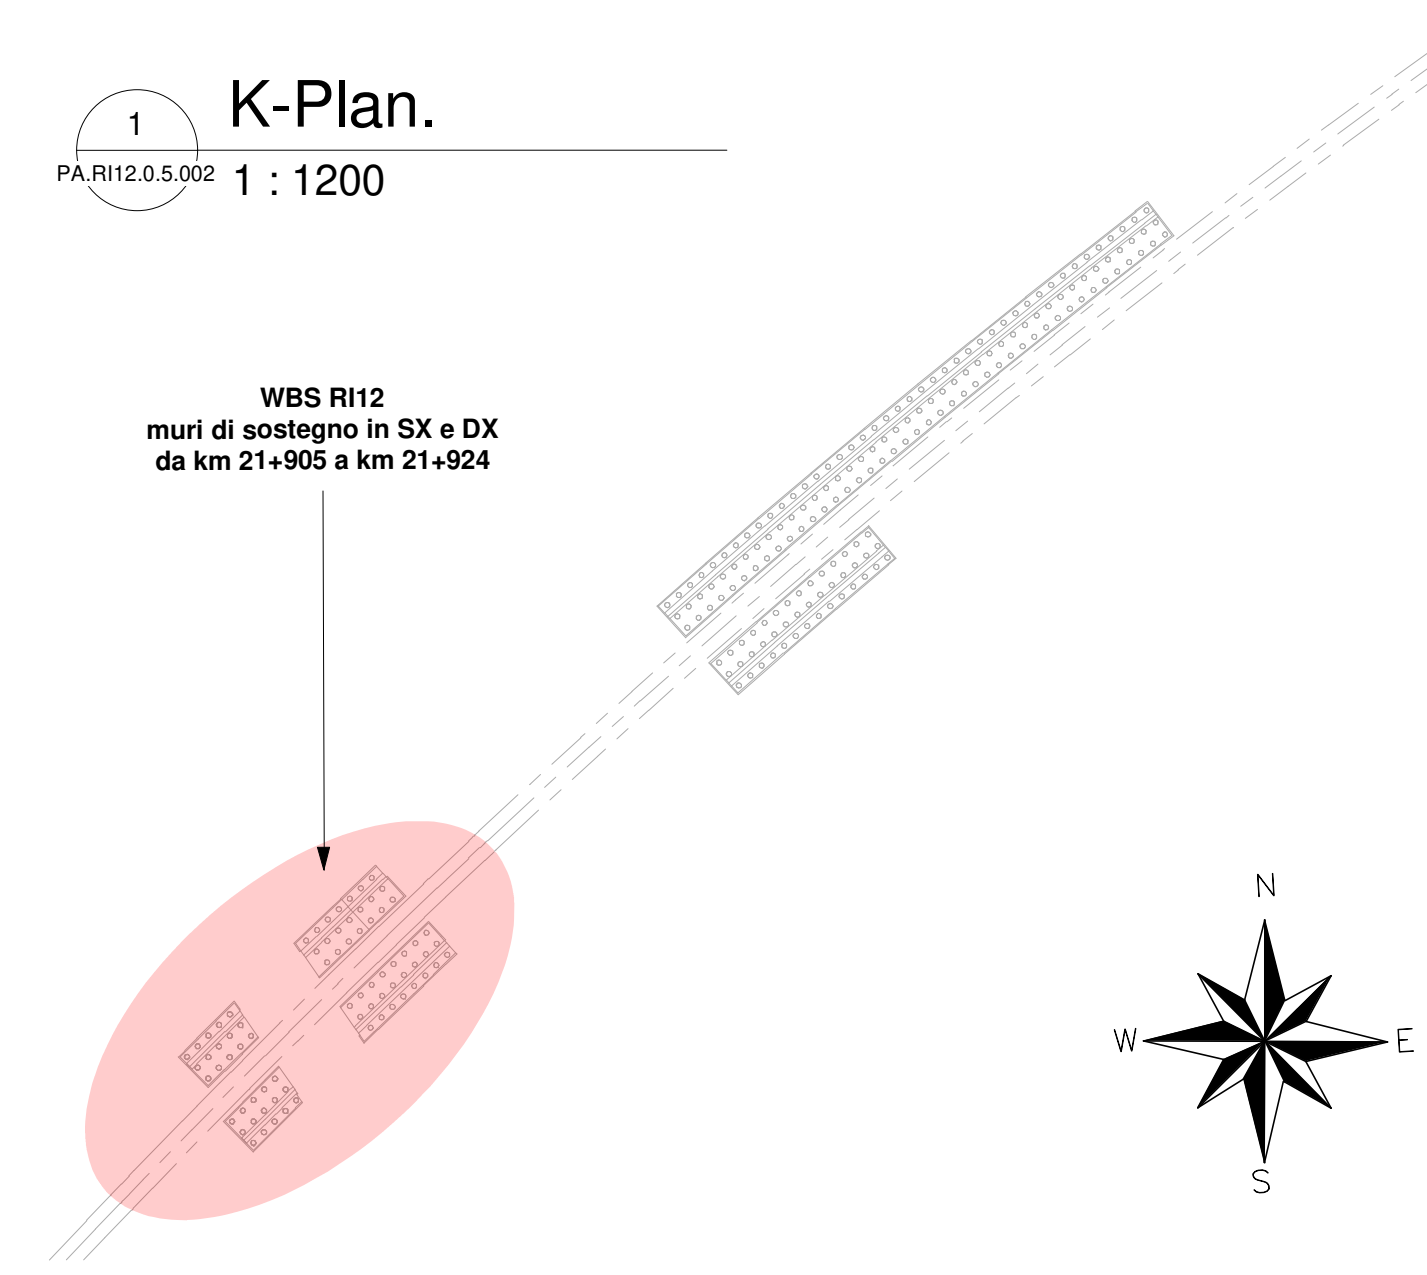 1
K-Plan.
PA.RI12.0.5.002
1 : 1200
WBS RI12
muri di sostegno in SX e DX
da km 21+905 a km 21+924
N
W
E
S